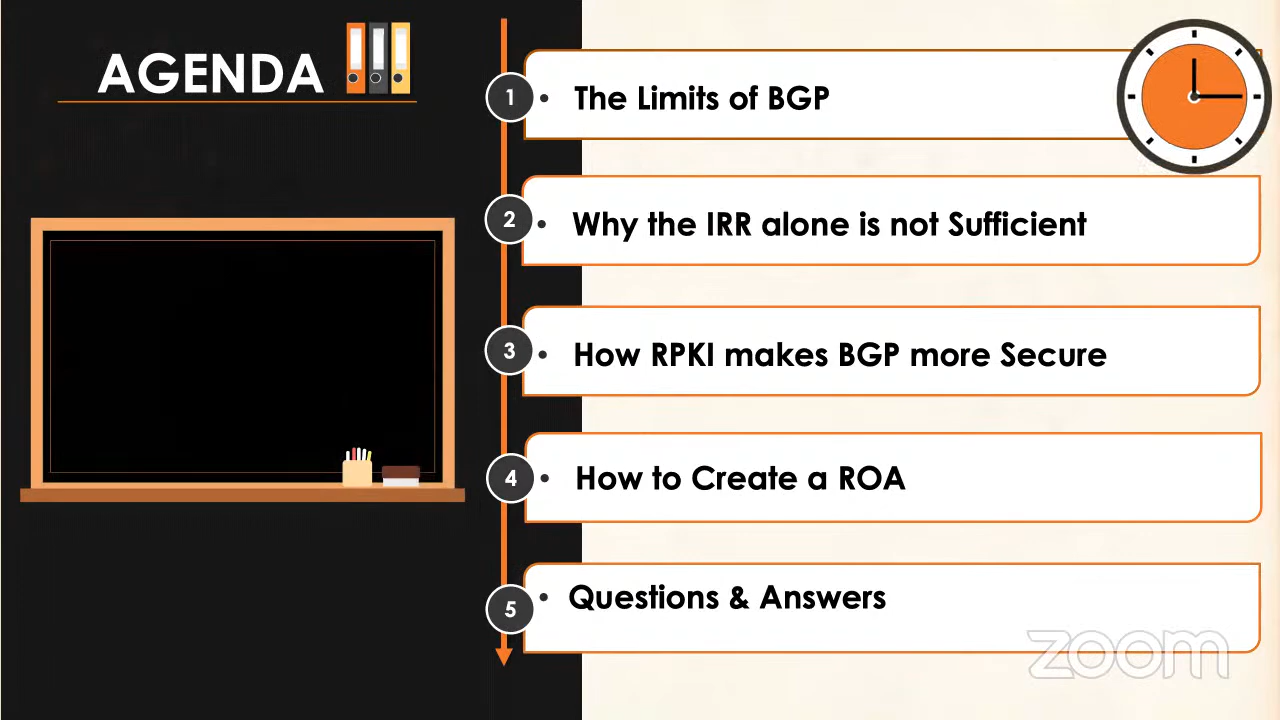 AGENDA
1 • The Limits of BGP
2 • Why the IRR alone is not Sufficient
3 • How RPKI makes BGP more Secure
4 • How to Create a ROA
5 • Questions & Answers
zoom